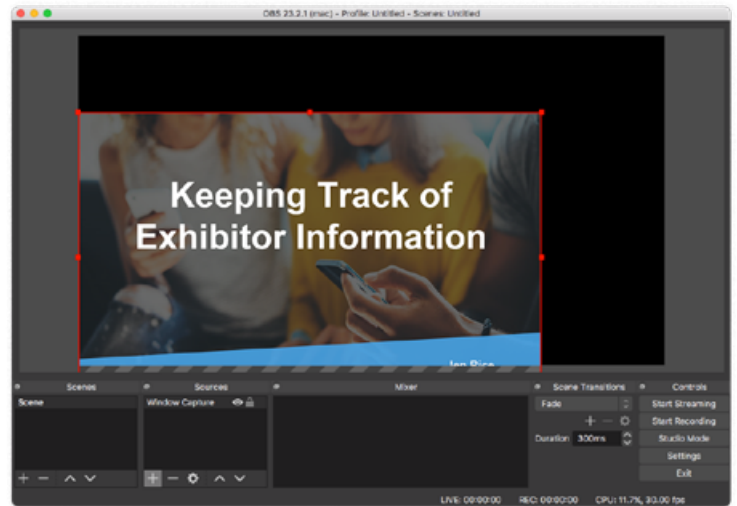 OBS 23.2.1 (mac) - Profile: Untitled - Scenes: Untitled
Keeping Track of
Exhibitor Information
Jen Rice
Scenes
Sources
Mixer
Scene Transitions
Controls
Scene
Window Capture
Fade
Start Streaming
Start Recording
Duration 300ms
Studio Mode
Settings
Exit
LIVE: 00:00:00 REC: 00:00:00 CPU: 11.7%, 30.00 fps